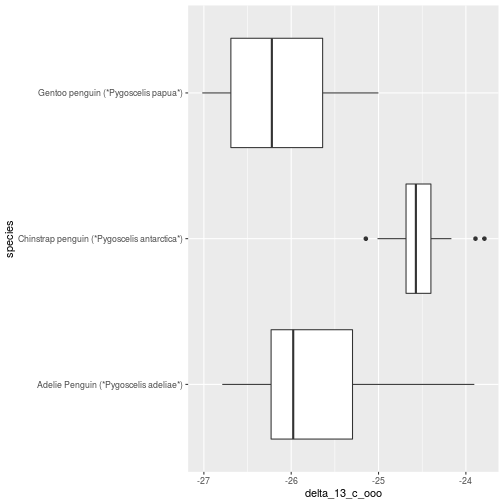 species
Gentoo penguin (*Pygoscelis papua*)
Chinstrap penguin (*Pygoscelis antarctica*)
Adelie Penguin (*Pygoscelis adeliae*)
-27 -26 -25 -24
delta_13_c_ooo